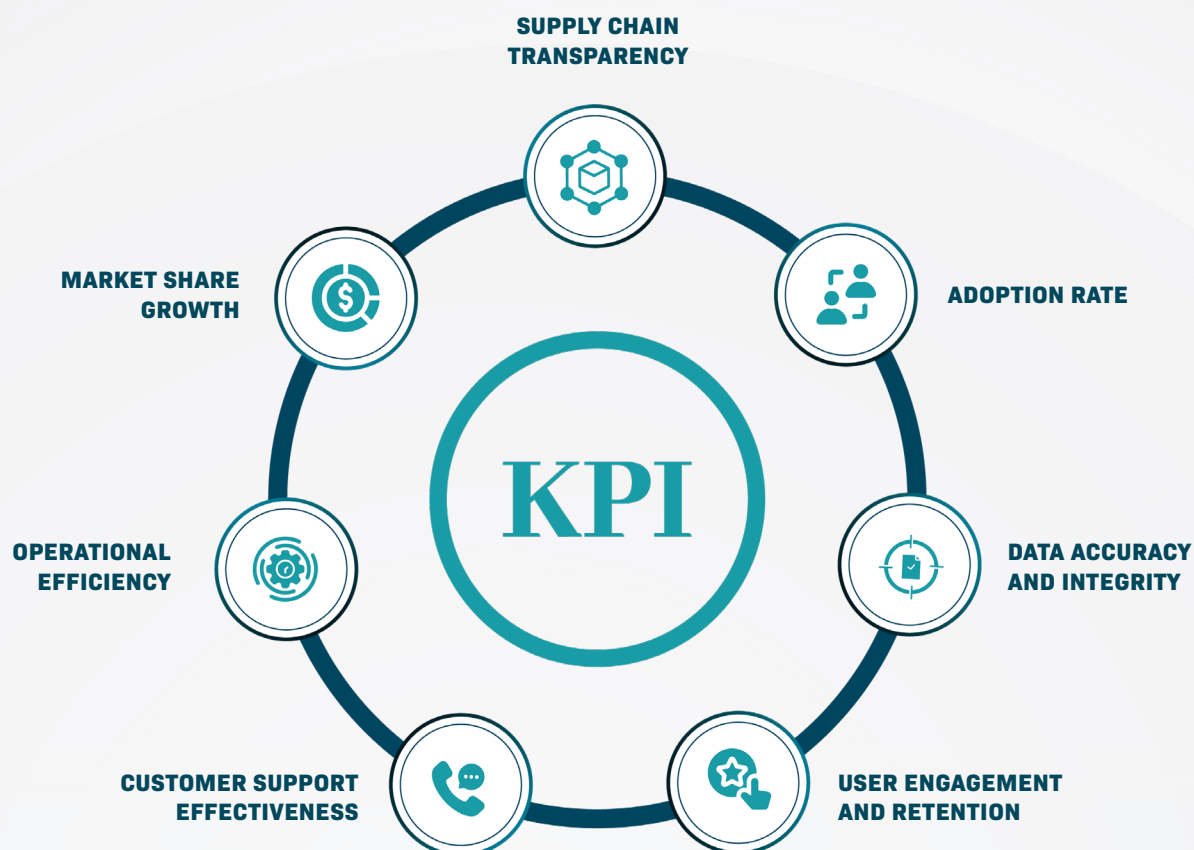 SUPPLY CHAIN
TRANSPARENCY
MARKET SHARE
GROWTH
ADOPTION RATE
KPI
OPERATIONAL
EFFICIENCY
DATA ACCURACY
AND INTEGRITY
CUSTOMER SUPPORT
EFFECTIVENESS
USER ENGAGEMENT
AND RETENTION